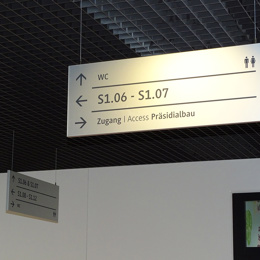 WC
S1.06 - S1.07
Zugang | Access Präsidialbau